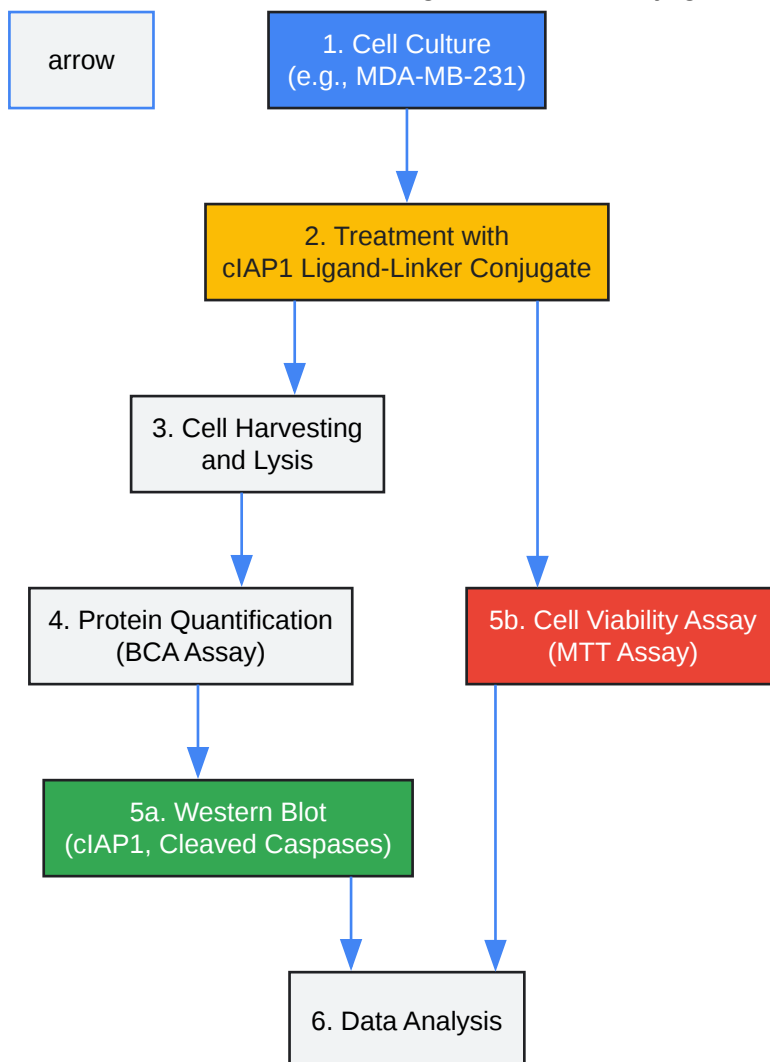 arrow
1. Cell Culture
(e.g., MDA-MB-231)
2. Treatment with
cIAP1 Ligand-Linker Conjugate
3. Cell Harvesting
and Lysis
4. Protein Quantification
(BCA Assay)
5b. Cell Viability Assay
(MTT Assay)
5a. Western Blot
(cIAP1, Cleaved Caspases)
6. Data Analysis